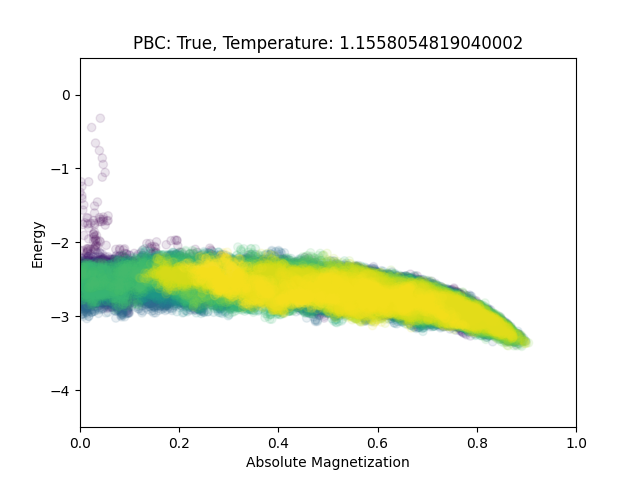 PBC: True, Temperature: 1.1558054819040002
Energy
0
−1
−2
−3
−4
0.0 0.2 0.4 0.6 0.8 1.0
Absolute Magnetization